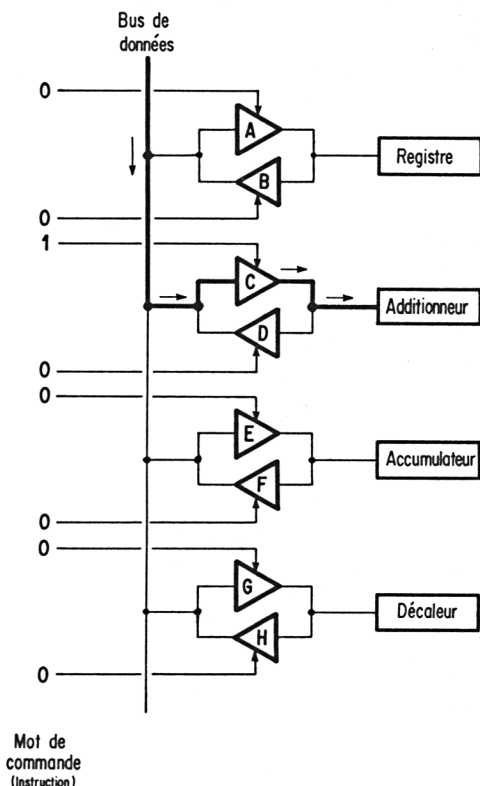 Bus de
données
0
A
B
Registre
0
1
C
Additionneur
D
0
0
E
Accumulateur
F
0
0
G
Décaleur
H
0
Mot de
commande
(Instruction)